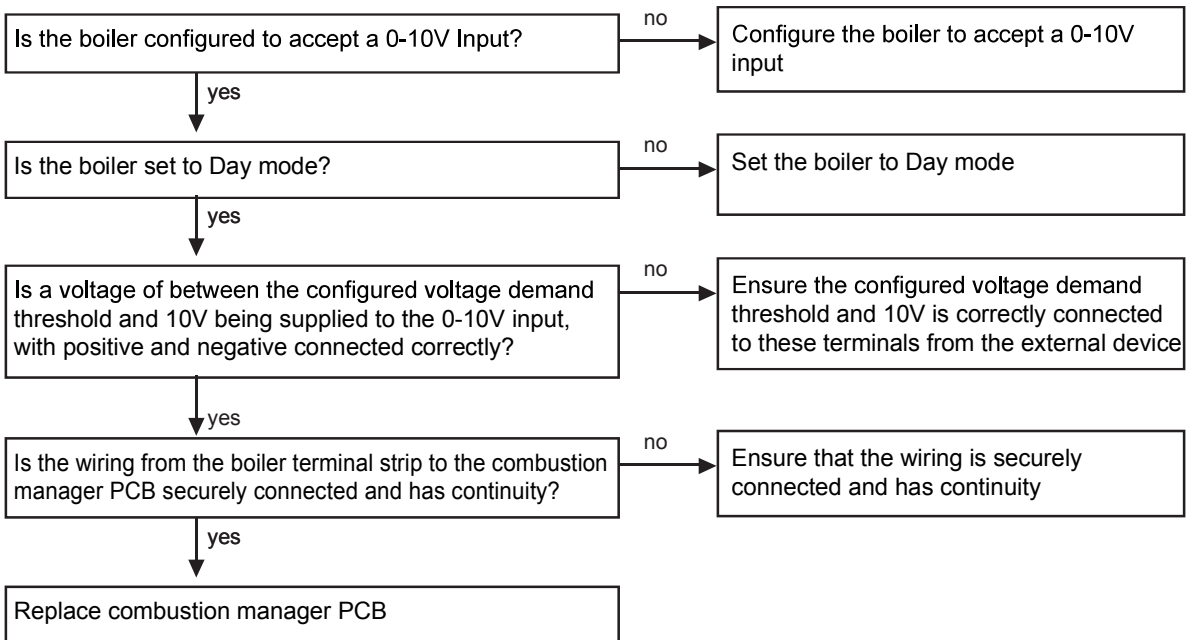 Is the boiler configured to accept a 0-10V Input?
no
Configure the boiler to accept a 0-10V
input
yes
Is the boiler set to Day mode?
no
Set the boiler to Day mode
yes
Is a voltage of between the configured voltage demand
threshold and 10V being supplied to the 0-10V input,
with positive and negative connected correctly?
no
Ensure the configured voltage demand
threshold and 10V is correctly connected
to these terminals from the external device
yes
Is the wiring from the boiler terminal strip to the combustion
manager PCB securely connected and has continuity?
no
Ensure that the wiring is securely
connected and has continuity
yes
Replace combustion manager PCB